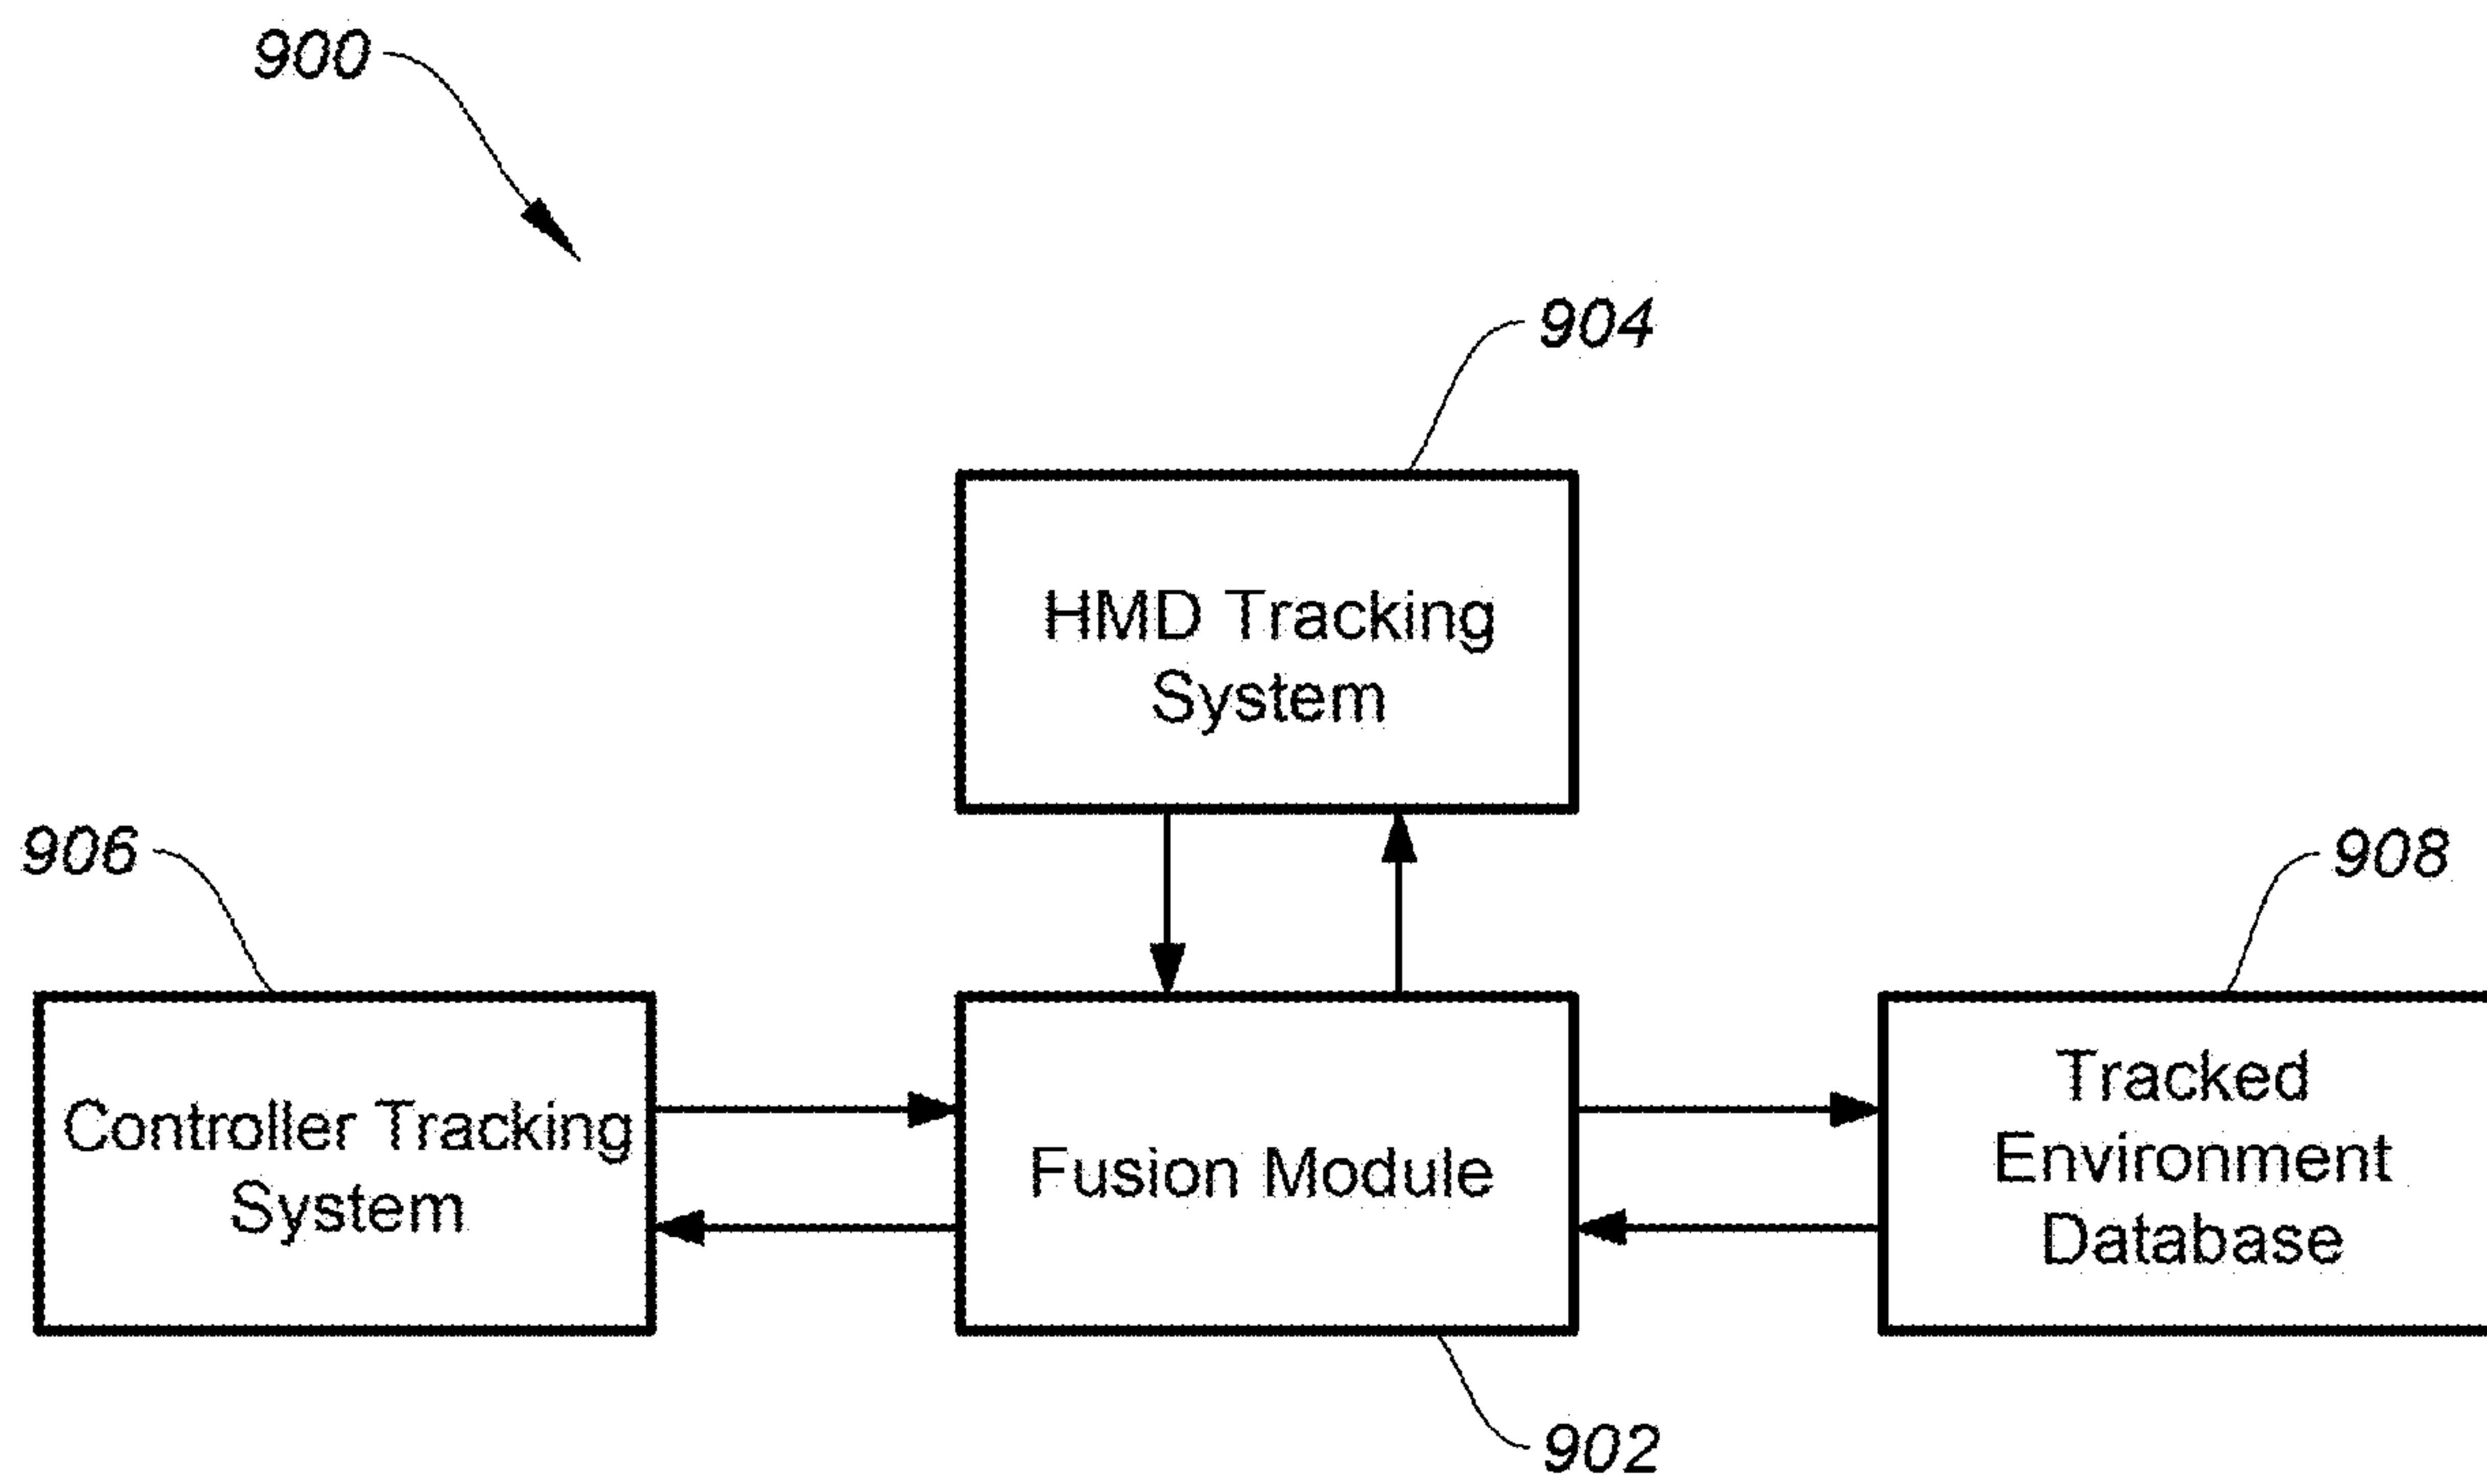 900
904
HMD Tracking
System
906
908
Controller Tracking
System
Fusion Module
Tracked
Environment
Database
902